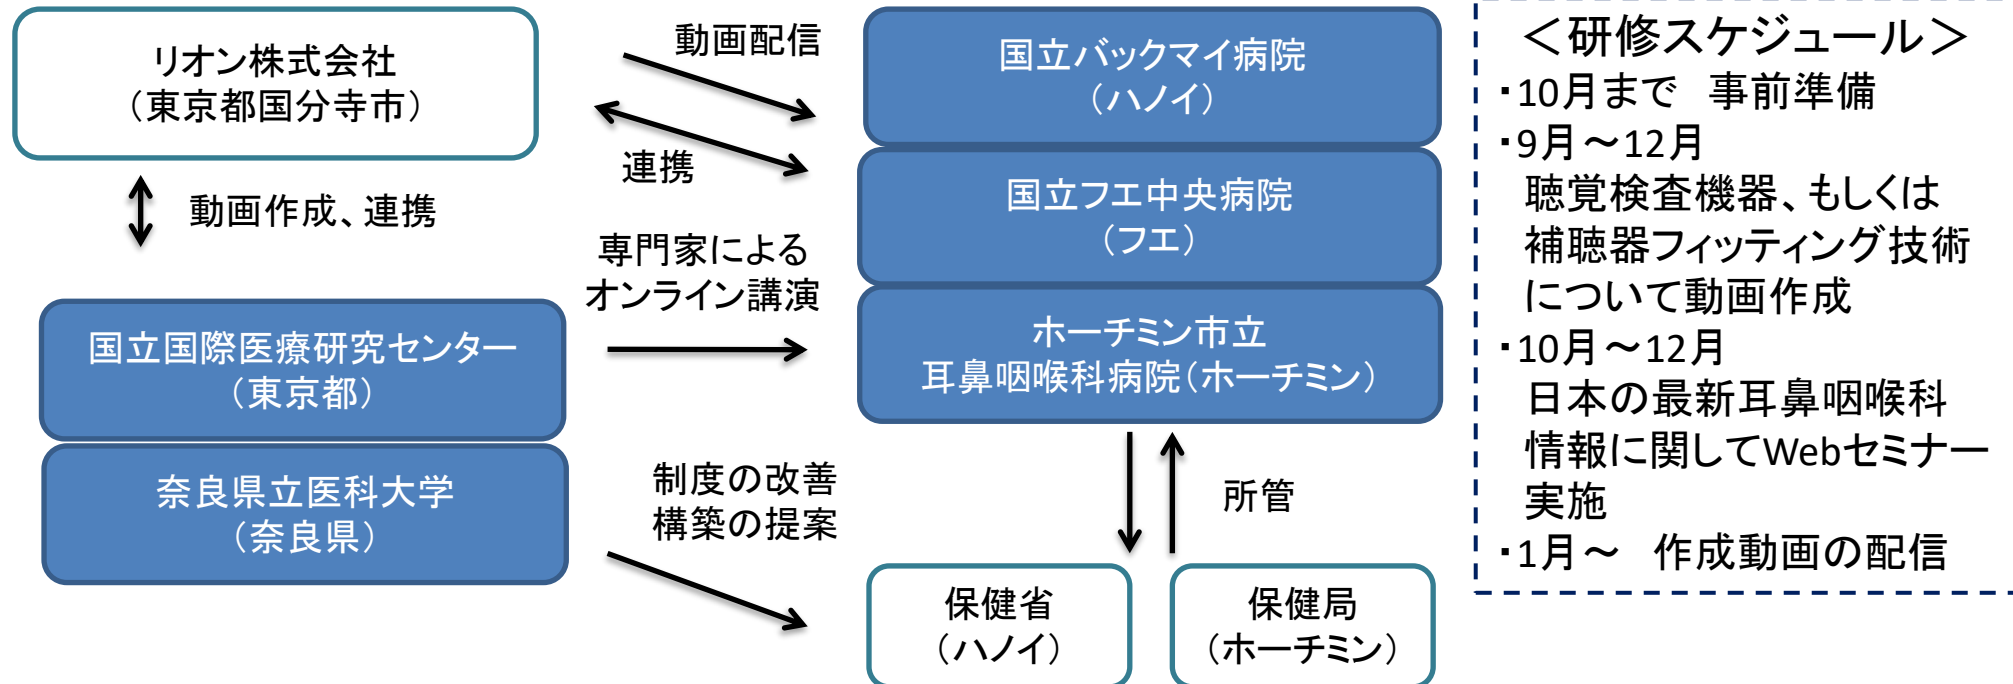 リオン株式会社
（東京都国分寺市）
動画作成、連携
国立国際医療研究センター
（東京都）
奈良県立医科大学
（奈良県）
動画配信
連携
専門家による
オンライン講演
制度の改善
構築の提案
国立バックマイ病院
（ハノイ）
国立フエ中央病院
（フエ）
ホーチミン市立
耳鼻咽喉科病院（ホーチミン）
所管
保健省
（ハノイ）
保健局
（ホーチミン）
＜研修スケジュール＞
・10月まで　事前準備
・9月～12月
聴覚検査機器、もしくは
補聴器フィッティング技術
について動画作成
・10月～12月
日本の最新耳鼻咽喉科
情報に関してWebセミナー
実施
・1月～　作成動画の配信